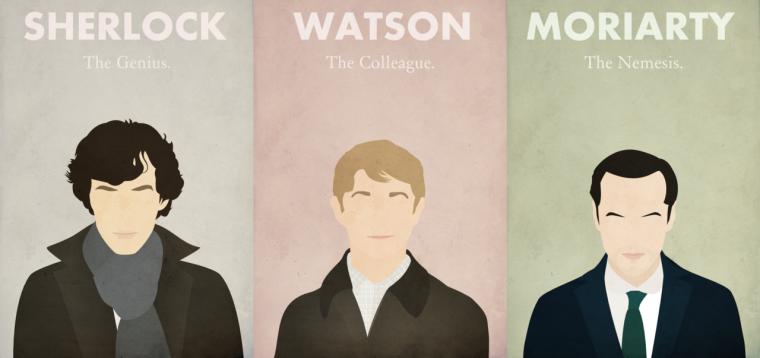 SHERLOCK
The Genius.
WATSON
The Colleague.
MORIARTY
The Nemesis.